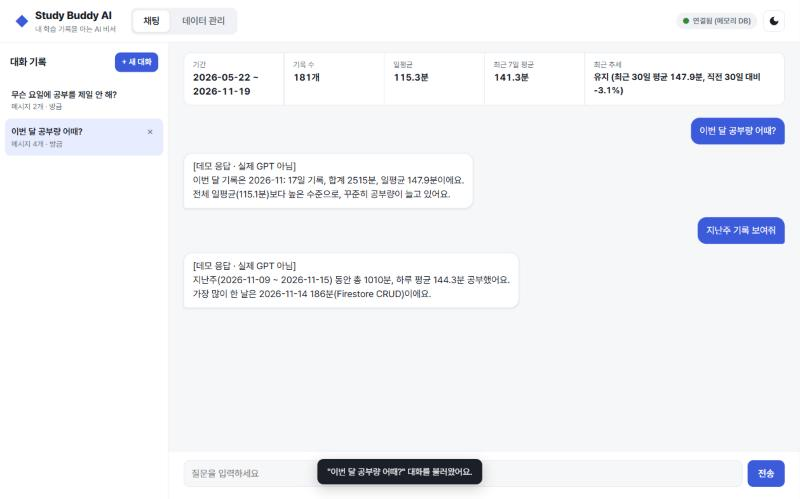 Study Buddy AI
내 학습 기록을 아는 AI 비서
채팅
데이터 관리
연결됨 (메모리 DB)
대화 기록
+ 새 대화
무슨 요일에 공부를 제일 안 해?
메시지 2개 · 방금
이번 달 공부량 어때?
메시지 4개 · 방금
×
기간
2026-05-22 ~
2026-11-19
기록 수
181개
일평균
115.3분
최근 7일 평균
141.3분
최근 추세
유지 (최근 30일 평균 147.9분, 직전 30일 대비
-3.1%)
이번 달 공부량 어때?
[데모 응답 · 실제 GPT 아님]
이번 달 기록은 2026-11: 17일 기록, 합계 2515분, 일평균 147.9분이에요.
전체 일평균(115.1분)보다 높은 수준으로, 꾸준히 공부량이 늘고 있어요.
지난주 기록 보여줘
[데모 응답 · 실제 GPT 아님]
지난주(2026-11-09 ~ 2026-11-15) 동안 총 1010분, 하루 평균 144.3분 공부했어요.
가장 많이 한 날은 2026-11-14 186분(Firestore CRUD)이에요.
질문을 입력하세요
"이번 달 공부량 어때?" 대화를 불러왔어요.
전송